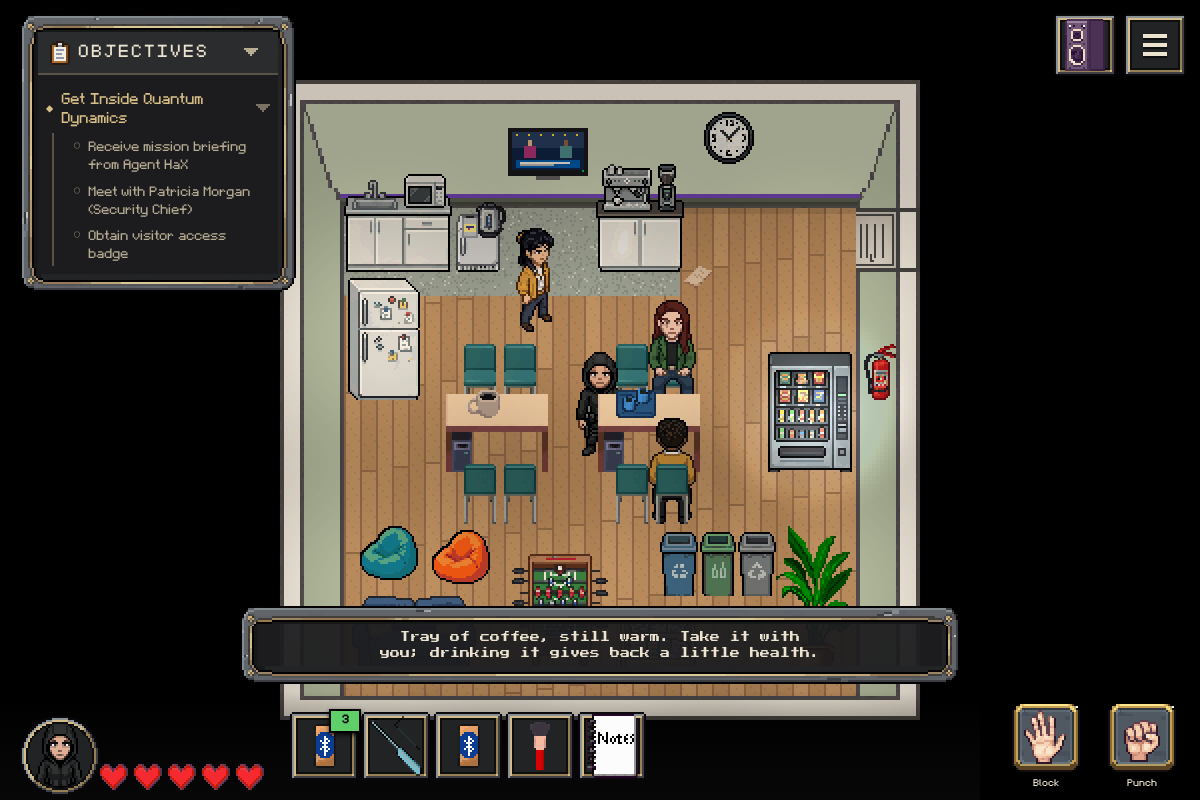 OBJECTIVES
Get Inside Quantum
Dynamics
Receive mission briefing
from Agent HaX
Meet with Patricia Morgan
(Security Chief)
Obtain visitor access
badge
Tray of coffee, still warm. Take it with
you; drinking it gives back a little health.
3
Notes
Block
Punch